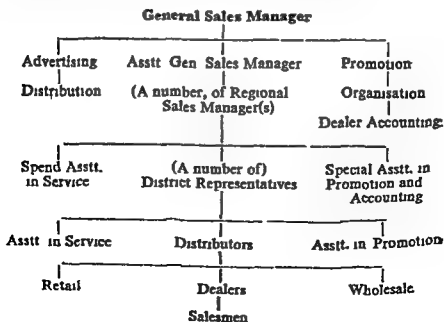 General Sales Manager
Advertising Asstt Gen Sales Manager Promotion
Distribution (A number, of Regional Organisation
Sales Manager(s)
Dealer Accounting
Spend Asstt. (A number of) Special Asstt. in
in Service District Representatives Promotion and
Accounting
Asstt in Service Distributors Asstt. in Promotion
Retail Dealers Wholesale
Salesmen